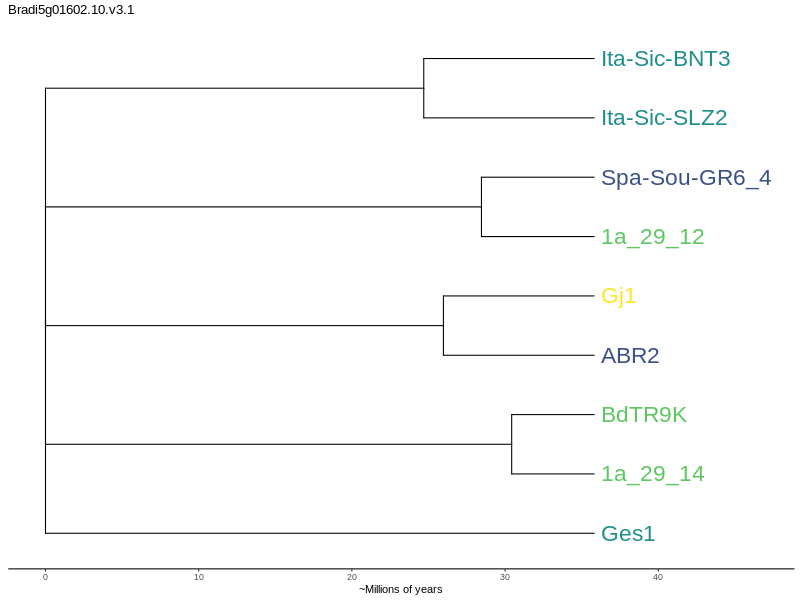 Bradi5g01602.10.v3.1
Ita-Sic-BNT3
Ita-Sic-SLZ2
Spa-Sou-GR6_4
1a_29_12
Gj1
ABR2
BdTR9K
1a_29_14
Ges1
0 10 20 30 40
~Millions of years